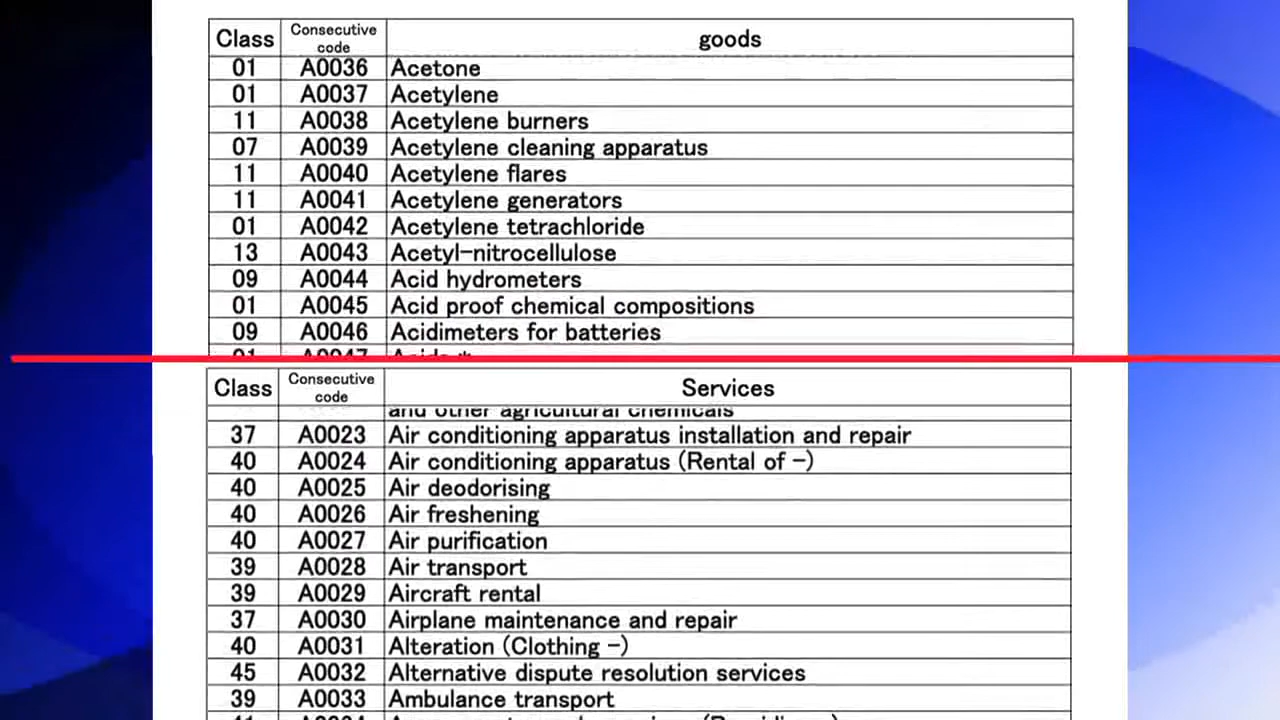 Class Consecutive code goods
01 A0036 Acetone
01 A0037 Acetylene
11 A0038 Acetylene burners
07 A0039 Acetylene cleaning apparatus
11 A0040 Acetylene flares
11 A0041 Acetylene generators
01 A0042 Acetylene tetrachloride
13 A0043 Acetyl-nitrocellulose
09 A0044 Acid hydrometers
01 A0045 Acid proof chemical compositions
09 A0046 Acidimeters for batteries
01 A0047 Acids *
Class Consecutive code Services
and other agricultural chemicals
37 A0023 Air conditioning apparatus installation and repair
40 A0024 Air conditioning apparatus (Rental of -)
40 A0025 Air deodorising
40 A0026 Air freshening
40 A0027 Air purification
39 A0028 Air transport
39 A0029 Aircraft rental
37 A0030 Airplane maintenance and repair
40 A0031 Alteration (Clothing -)
45 A0032 Alternative dispute resolution services
39 A0033 Ambulance transport